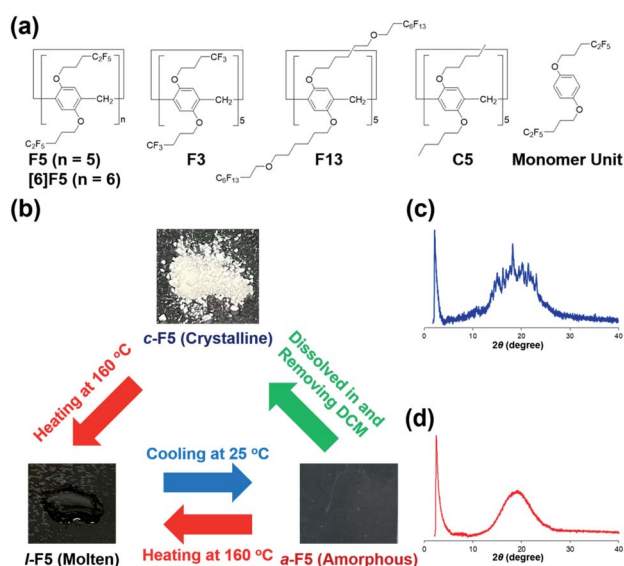 (a)
C2F5
CF3
O
C6F13
C2F5
O
O
O
O
O
CH2
CH2
CH2
CH2
O
n
O
5
O
5
O
5
O
C2F5
CF3
O
C2F5
F5 (n = 5)
F3
C6F13
F13
C5
Monomer Unit
[6]F5 (n = 6)
(b)
c-F5 (Crystalline)
Heating at 160 °C
Dissolved in and
Removing DCM
Cooling at 25 °C
Heating at 160 °C
l-F5 (Molten)
a-F5 (Amorphous)
(c)
0 10 20 30 40
2θ (degree)
(d)
0 10 20 30 40
2θ (degree)